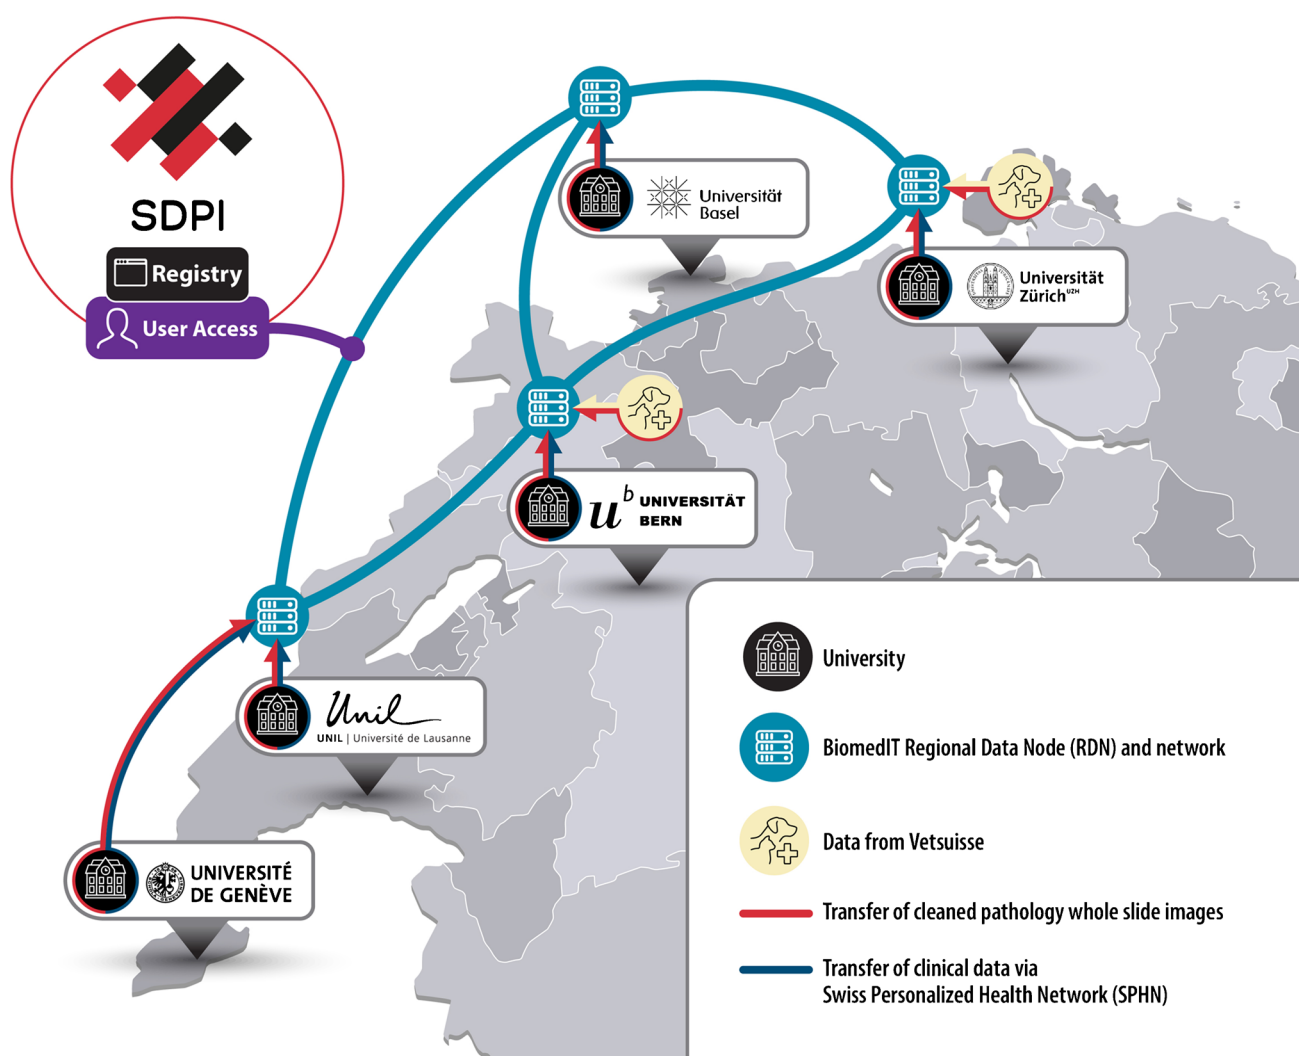 SDPI
Registry
User Access
Universität
Basel
Universität
Zürich UZH
u b UNIVERSITÄT
BERN
Unil
UNIL | Université de Lausanne
UNIVERSITÉ
DE GENÈVE
University
BiomedIT Regional Data Node (RDN) and network
Data from Vetsuisse
Transfer of cleaned pathology whole slide images
Transfer of clinical data via
Swiss Personalized Health Network (SPHN)